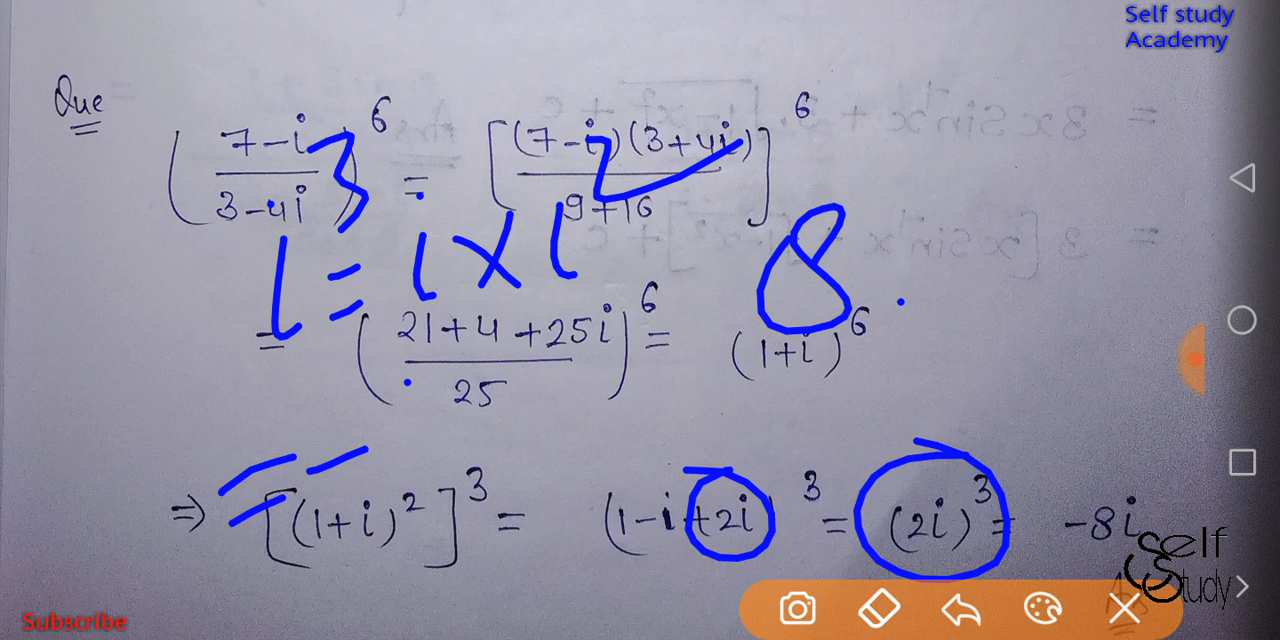 Self study
Academy
Que
((7-i)/(3-4i))^6 = [((7-i)(3+4i))/(9+16)]^6
3 2
i = i x i 8
= ((21+4+25i)/25)^6 = (1+i)^6
=> [(1+i)^2]^3 = (1-i+2i)^3 = (2i)^3 = -8i
Self
Study
Subscribe